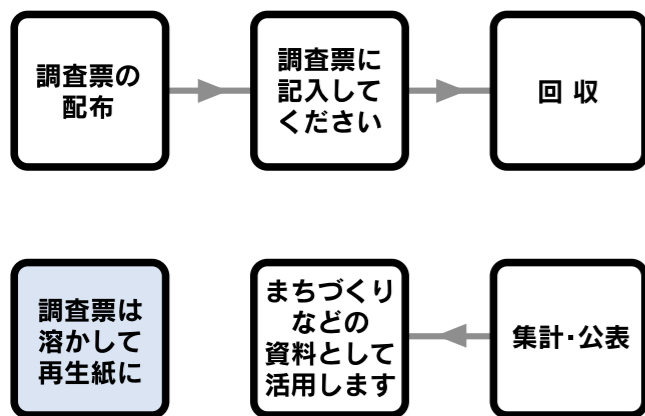 調査票の
配布
調査票に
記入して
ください
回 収
調査票は
溶かして
再生紙に
まちづくり
などの
資料として
活用します
集計・公表